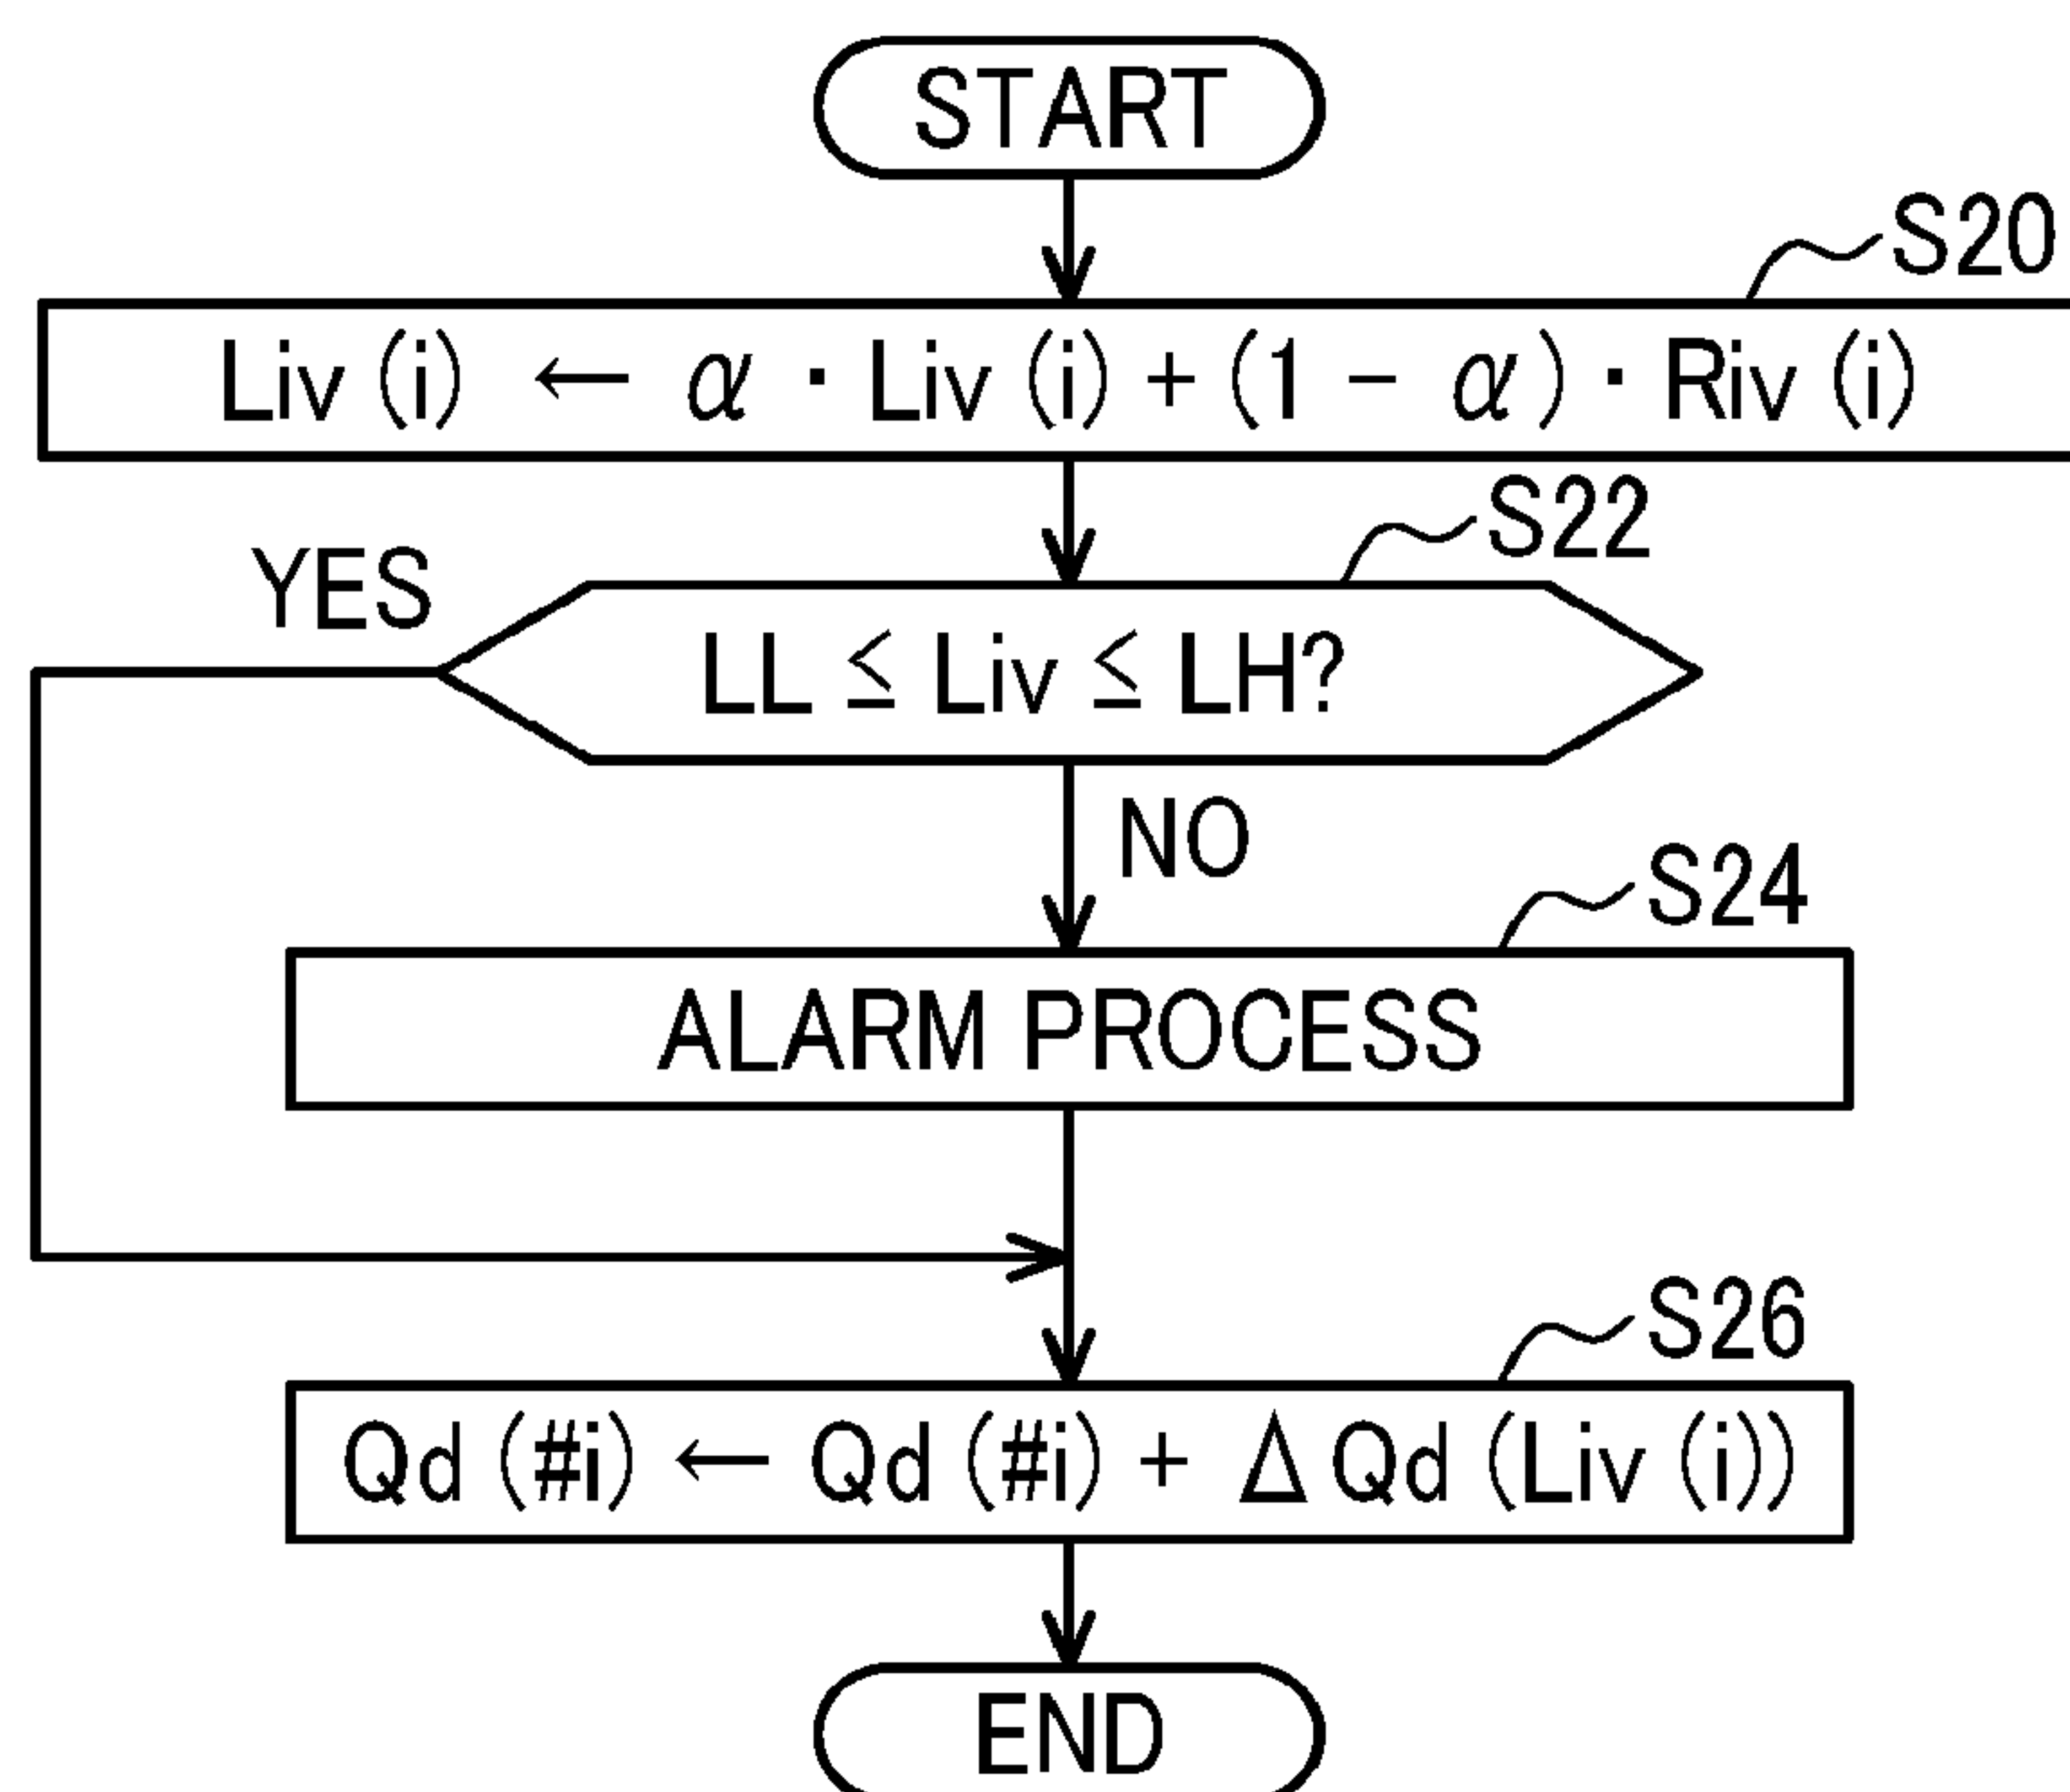 START
S20
Liv (i) ← α · Liv (i) + (1 − α) · Riv (i)
S22
YES
LL ≦ Liv ≦ LH?
NO
S24
ALARM PROCESS
S26
Qd (#i) ← Qd (#i) + Δ Qd (Liv (i))
END